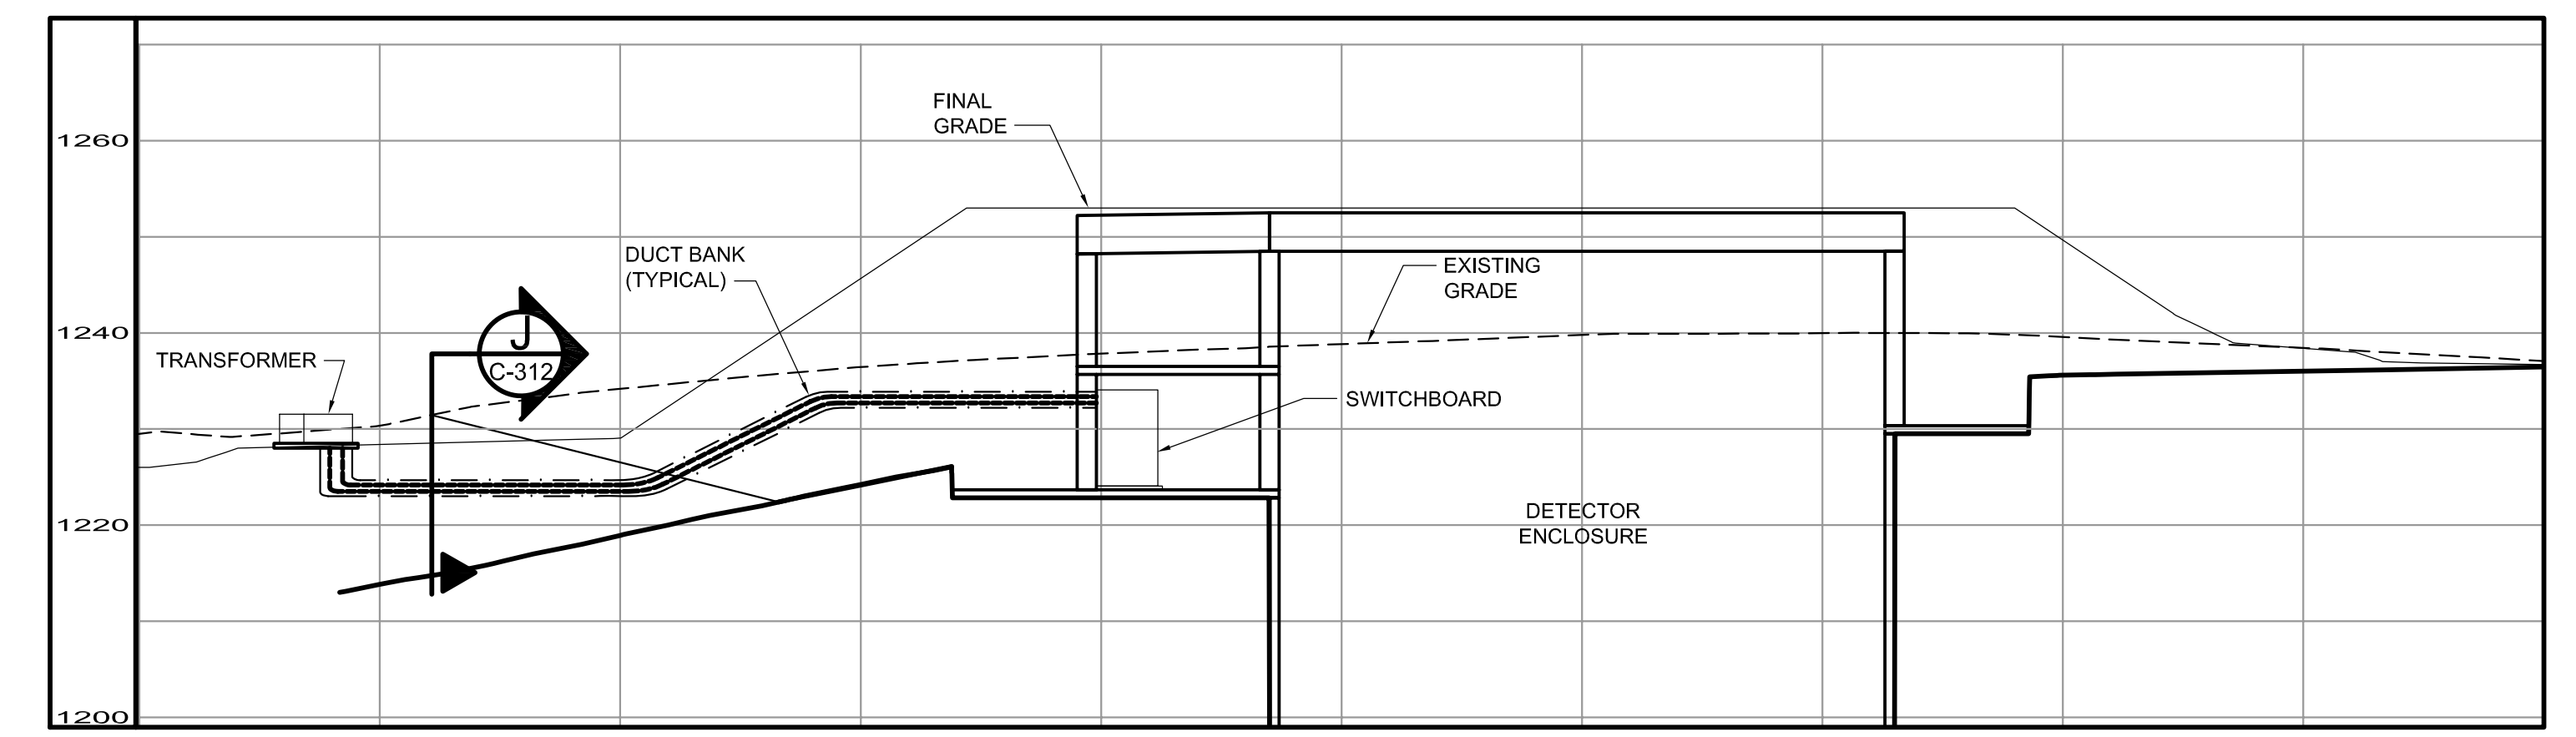 FINAL
GRADE
1260
DUCT BANK
(TYPICAL)
EXISTING
GRADE
1240
J
C-312
TRANSFORMER
SWITCHBOARD
1220
DETECTOR
ENCLOSURE
1200